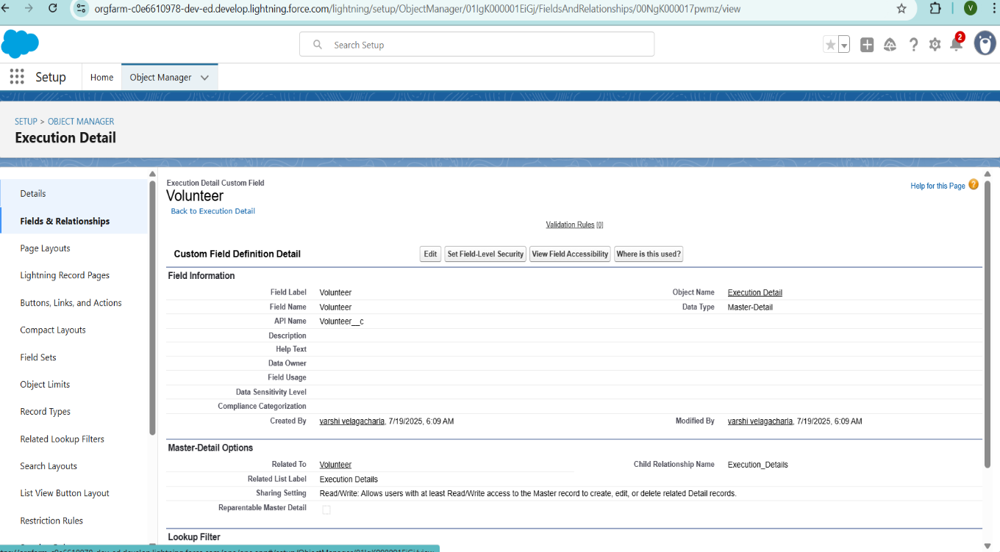 orgfarm-c0e6610978-dev-ed.develop.lightning.force.com/lightning/setup/ObjectManager/01IgK000001EiGj/FieldsAndRelationships/00NgK000017pwmz/view
V
Search Setup
2
Setup
Home
Object Manager
SETUP > OBJECT MANAGER
Execution Detail
Details
Fields & Relationships
Page Layouts
Lightning Record Pages
Buttons, Links, and Actions
Compact Layouts
Field Sets
Object Limits
Record Types
Related Lookup Filters
Search Layouts
List View Button Layout
Restriction Rules
Execution Detail Custom Field
Volunteer
Back to Execution Detail
Help for this Page
Validation Rules [0]
Custom Field Definition Detail
Edit
Set Field-Level Security
View Field Accessibility
Where is this used?
Field Information
Field Label Volunteer
Object Name Execution Detail
Field Name Volunteer
Data Type Master-Detail
API Name Volunteer__c
Description
Help Text
Data Owner
Field Usage
Data Sensitivity Level
Compliance Categorization
Created By varshi velagacharla, 7/19/2025, 6:09 AM
Modified By varshi velagacharla, 7/19/2025, 6:09 AM
Master-Detail Options
Related To Volunteer
Child Relationship Name Execution_Details
Related List Label Execution Details
Sharing Setting Read/Write: Allows users with at least Read/Write access to the Master record to create, edit, or delete related Detail records.
Reparentable Master Detail
Lookup Filter